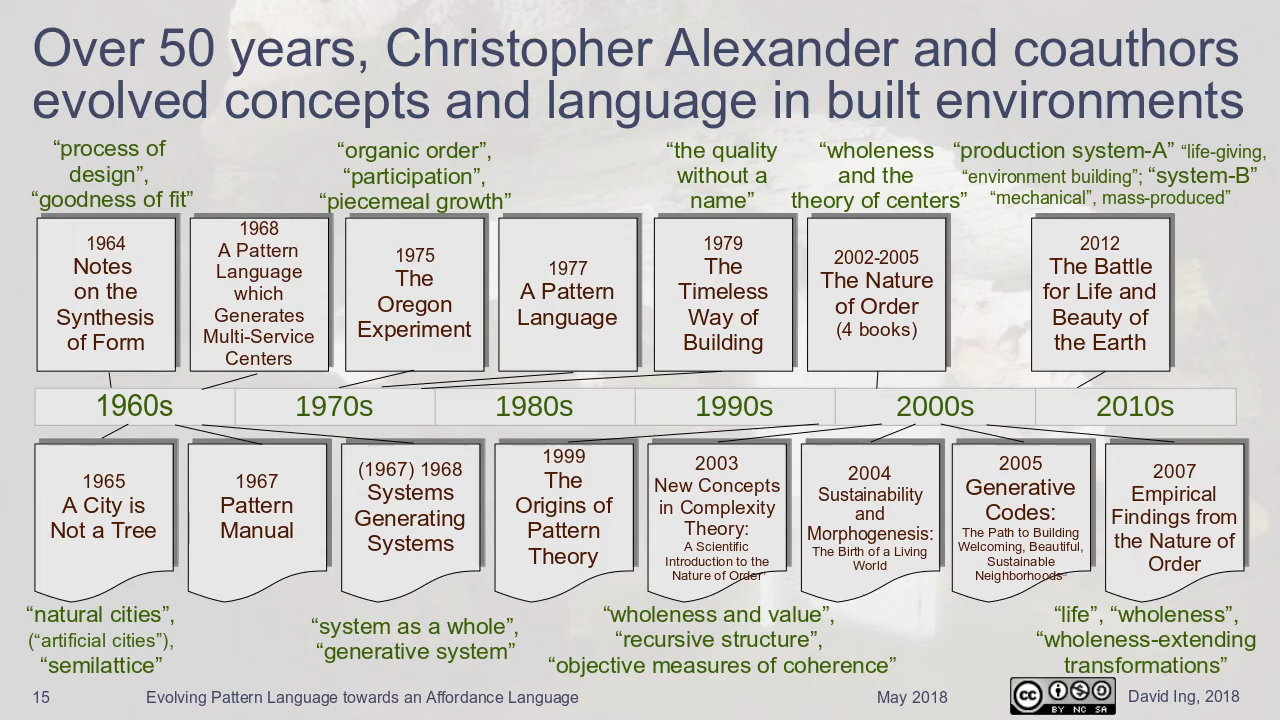 Over 50 years, Christopher Alexander and coauthors
evolved concepts and language in built environments
“process of
design”,
“goodness of fit”
“organic order”,
“participation”,
“piecemeal growth”
“the quality
without a
name”
“wholeness
and the
theory of centers”
“production system-A” “life-giving,
“environment building”; “system-B”
“mechanical”, mass-produced”
1964
Notes
on the
Synthesis
of Form
1968
A Pattern
Language
which
Generates
Multi-Service
Centers
1975
The
Oregon
Experiment
1977
A Pattern
Language
1979
The
Timeless
Way of
Building
2002-2005
The Nature
of Order
(4 books)
2012
The Battle
for Life and
Beauty of
the Earth
1960s
1970s
1980s
1990s
2000s
2010s
1965
A City is
Not a Tree
1967
Pattern
Manual
(1967) 1968
Systems
Generating
Systems
1999
The
Origins of
Pattern
Theory
2003
New Concepts
in Complexity
Theory:
A Scientific
Introduction to the
Nature of Order’
2004
Sustainability
and
Morphogenesis:
The Birth of a Living
World
2005
Generative
Codes:
The Path to Building
Welcoming, Beautiful,
Sustainable
Neighborhoods
2007
Empirical
Findings from
the Nature of
Order
“natural cities”,
(“artificial cities”),
“semilattice”
“system as a whole”,
“generative system”
“wholeness and value”,
“recursive structure”,
“objective measures of coherence”
“life”, “wholeness”,
“wholeness-extending
transformations”
15
Evolving Pattern Language towards an Affordance Language
May 2018
cc
BY NC SA
David Ing, 2018